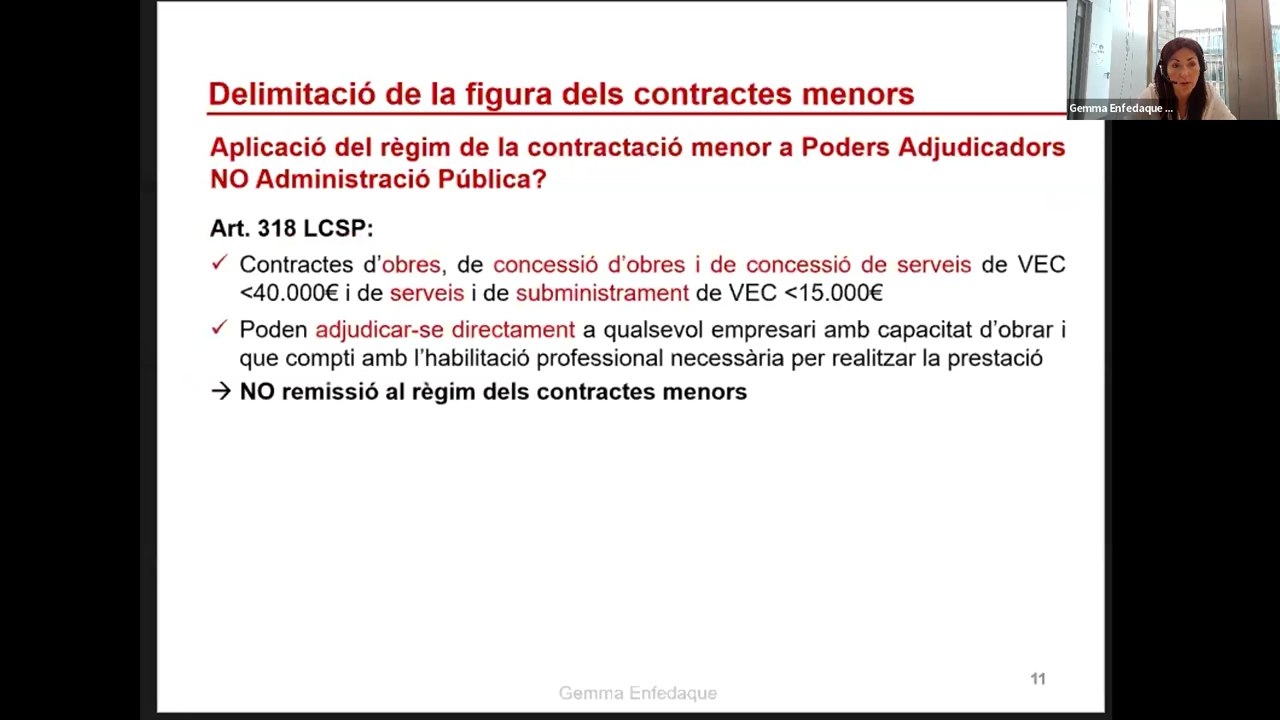 Delimitació de la figura dels contractes menors
Gemma Enfedaque ...
Aplicació del règim de la contractació menor a Poders Adjudicadors
NO Administració Pública?
Art. 318 LCSP:
✓ Contractes d’obres, de concessió d’obres i de concessió de serveis de VEC
<40.000€ i de serveis i de subministrament de VEC <15.000€
✓ Poden adjudicar-se directament a qualsevol empresari amb capacitat d’obrar i
que compti amb l’habilitació professional necessària per realitzar la prestació
→ NO remissió al règim dels contractes menors
11
Gemma Enfedaque